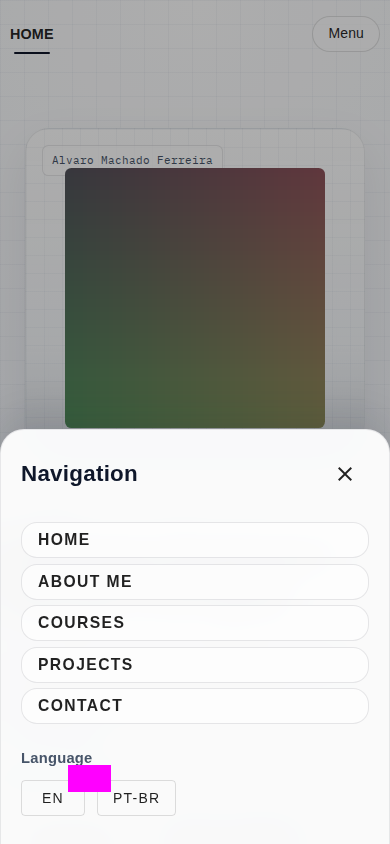 HOME
Menu
Alvaro Machado Ferreira
Navigation
HOME
ABOUT ME
COURSES
PROJECTS
CONTACT
Language
EN
PT-BR